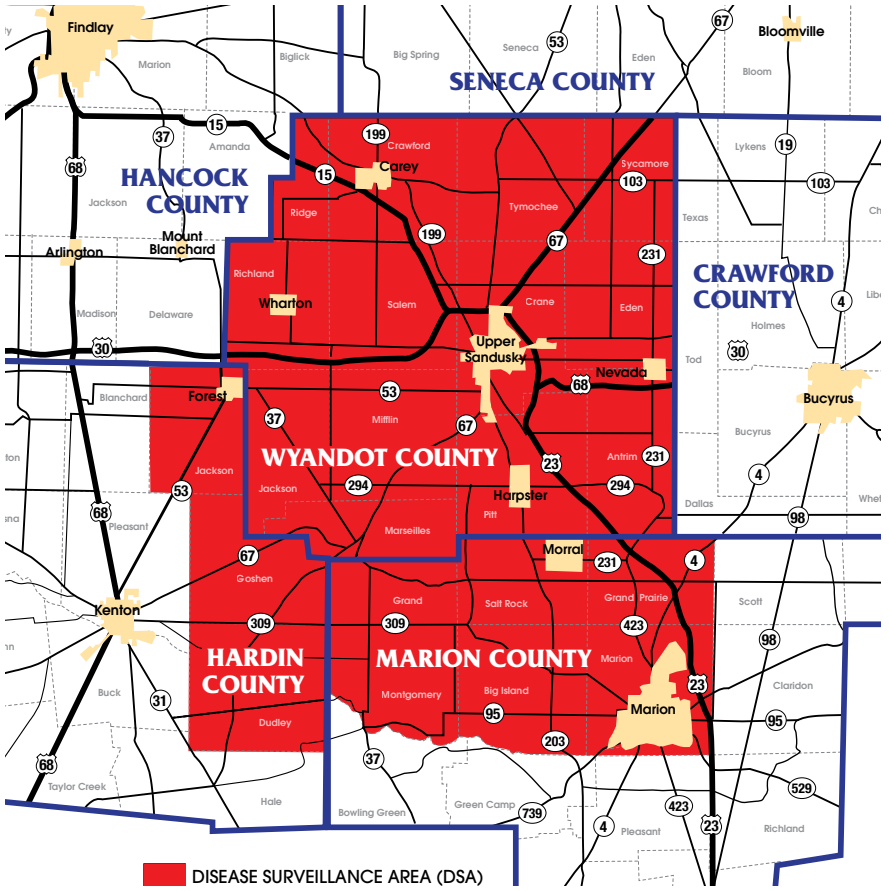 Findlay
67
Bloomville
ly
Marion
Biglick
Big Spring
Seneca
53
Eden
Bloom
SENECA COUNTY
15
37
199
Crawford
19
Lykens
Amanda
68
Carey
Sycamore
103
103
HANCOCK
COUNTY
15
Jackson
Ridge
Tymochee
Texas
Ch
Mount
Blanchard
Arlington
199
67
231
CRAWFORD
COUNTY
Richland
Wharton
Salem
Crane
Eden
4
Lib
Madison
Delaware
Holmes
30
Upper
Sandusky
Tod
30
Nevada
68
Forest
Blanchard
53
Bucyrus
37
Mifflin
67
Bucyrus
ton
WYANDOT COUNTY
23
Antrim
231
Jackson
4
53
Jackson
294
Harpster
294
Dallas
Whet
68
Pleasant
Pitt
98
na
Marseilles
67
Morral
231
4
Goshen
Kenton
Grand
Salt Rock
Grand Prairie
Scott
309
309
423
98
nn
HARDIN
COUNTY
MARION COUNTY
Marion
Buck
31
Montgomery
Big Island
23
Claridon
Dudley
95
Marion
95
203
68
37
Taylor Creek
529
Hale
Bowling Green
Green Camp
739
423
4
Pleasant
23
Richland
DISEASE SURVEILLANCE AREA (DSA)